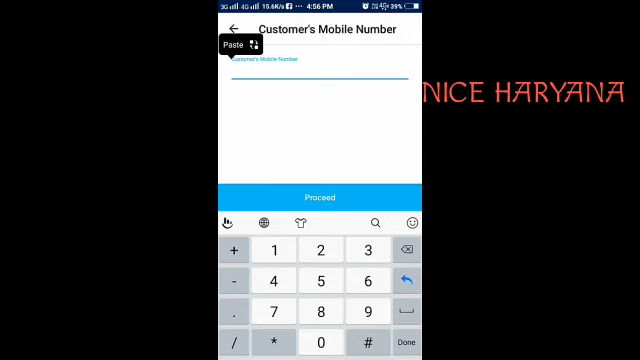 3G 4G 15.6K/s ··· 4:56 PM 4G 39%
Customer's Mobile Number
Paste
Customer's Mobile Number
NICE HARYANA
Proceed
+ 1 2 3
- 4 5 6
. 7 8 9
/ * 0 # Done